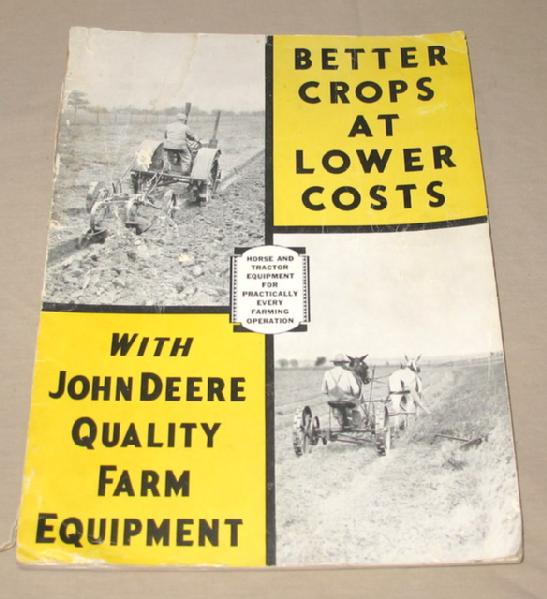 BETTER
CROPS
AT
LOWER
COSTS
HORSE AND
TRACTOR
EQUIPMENT
FOR
PRACTICALLY
EVERY
FARMING
OPERATION
WITH
JOHN DEERE
QUALITY
FARM
EQUIPMENT